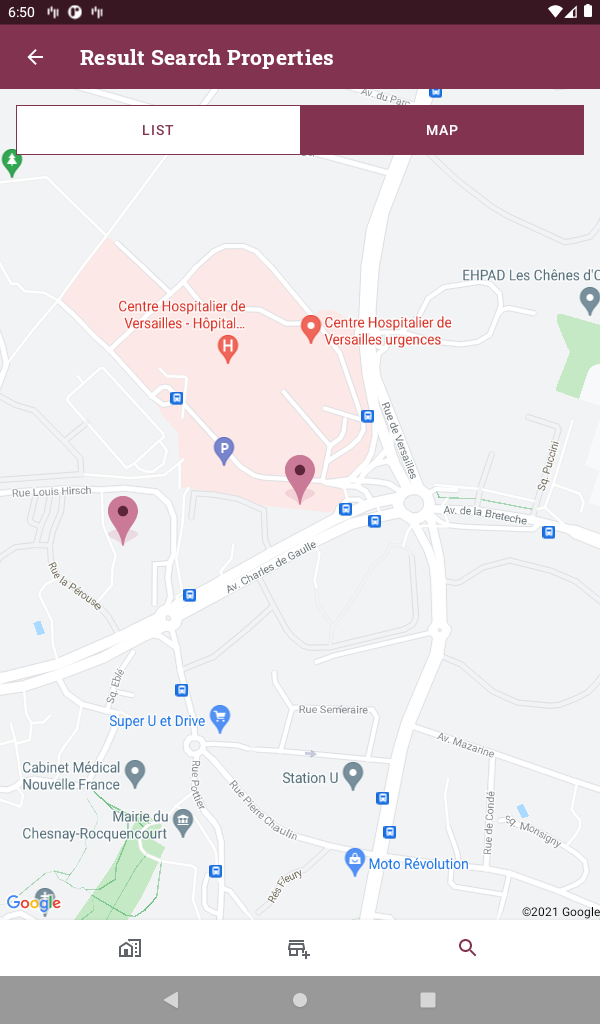 6:50
Result Search Properties
Av. du Parc
LIST
MAP
EHPAD Les Chênes d'O
Centre Hospitalier de
Versailles - Hôpital...
Centre Hospitalier de
Versailles urgences
H
Rue de Versailles
P
Sq. Puccini
Rue Louis Hirsch
Av. de la Breteche
Av. Charles de Gaulle
Rue la Pérouse
Sq. Eblé
Super U et Drive
Rue Semeraire
Av. Mazarine
Cabinet Médical
Nouvelle France
Station U
Rue Pottier
Rue Pierre Chaulin
Rue de Condé
Sq. Monsigny
Mairie du
Chesnay-Rocquencourt
Moto Révolution
Rés Fleury
Google
©2021 Google